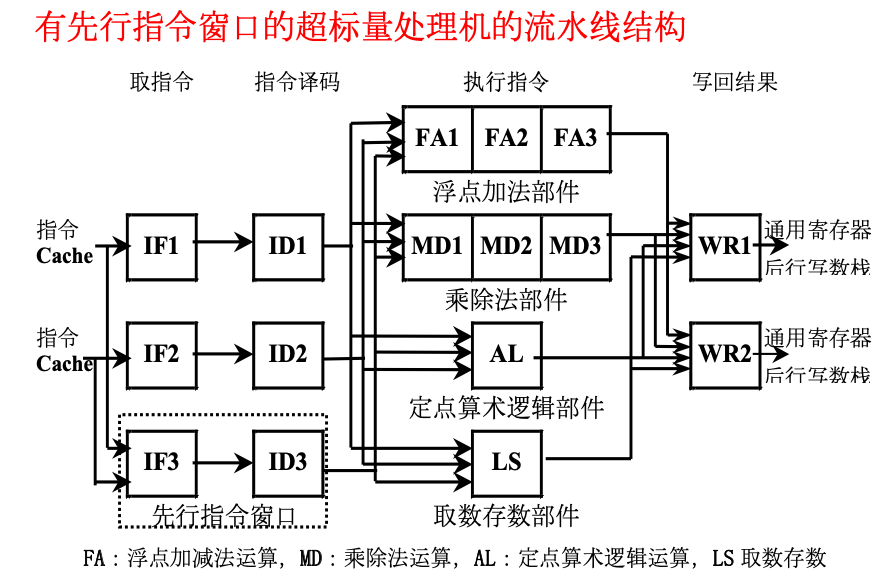 有先行指令窗口的超标量处理机的流水线结构
取指令 指令译码 执行指令 写回结果
FA1 FA2 FA3
浮点加法部件
指令
Cache
IF1 ID1 MD1 MD2 MD3 WR1
通用寄存器
后行写数栈
乘除法部件
指令
Cache
IF2 ID2 AL WR2
通用寄存器
后行写数栈
定点算术逻辑部件
IF3 ID3 LS
先行指令窗口 取数存数部件
FA：浮点加减法运算，MD：乘除法运算，AL：定点算术逻辑运算，LS 取数存数